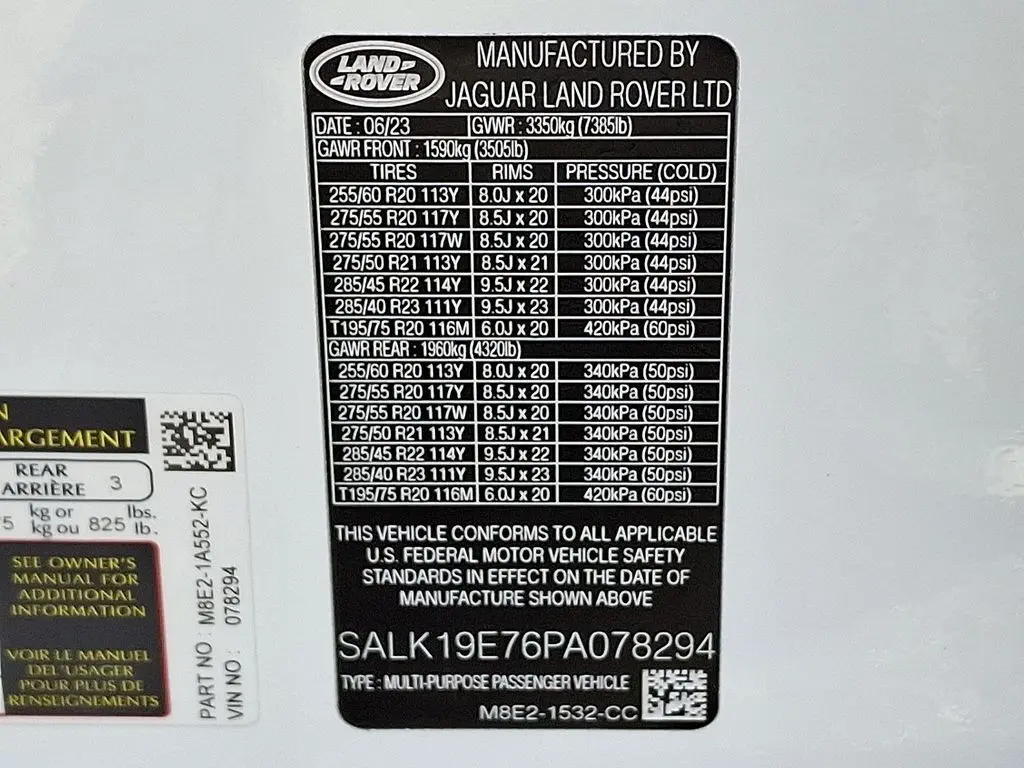 LAND-
-ROVER
MANUFACTURED BY
JAGUAR LAND ROVER LTD
DATE : 06/23 GVWR : 3350kg (7385lb)
GAWR FRONT : 1590kg (3505lb)
TIRES RIMS PRESSURE (COLD)
255/60 R20 113Y 8.0J x 20 300kPa (44psi)
275/55 R20 117Y 8.5J x 20 300kPa (44psi)
275/55 R20 117W 8.5J x 20 300kPa (44psi)
275/50 R21 113Y 8.5J x 21 300kPa (44psi)
285/45 R22 114Y 9.5J x 22 300kPa (44psi)
285/40 R23 111Y 9.5J x 23 300kPa (44psi)
T195/75 R20 116M 6.0J x 20 420kPa (60psi)
GAWR REAR : 1960kg (4320lb)
255/60 R20 113Y 8.0J x 20 340kPa (50psi)
275/55 R20 117Y 8.5J x 20 340kPa (50psi)
275/55 R20 117W 8.5J x 20 340kPa (50psi)
275/50 R21 113Y 8.5J x 21 340kPa (50psi)
285/45 R22 114Y 9.5J x 22 340kPa (50psi)
285/40 R23 111Y 9.5J x 23 340kPa (50psi)
T195/75 R20 116M 6.0J x 20 420kPa (60psi)
THIS VEHICLE CONFORMS TO ALL APPLICABLE
U.S. FEDERAL MOTOR VEHICLE SAFETY
STANDARDS IN EFFECT ON THE DATE OF
MANUFACTURE SHOWN ABOVE
SALK19E76PA078294
TYPE : MULTI-PURPOSE PASSENGER VEHICLE
M8E2-1532-CC
N
ARGEMENT
REAR
ARRIÈRE 3
5 kg or lbs.
kg ou 825 lb.
SEE OWNER'S
MANUAL FOR
ADDITIONAL
INFORMATION
VOIR LE MANUEL
DEL'USAGER
POUR PLUS DE
RENSEIGNEMENTS
PART NO : M8E2-1A552-KC
VIN NO : 078294